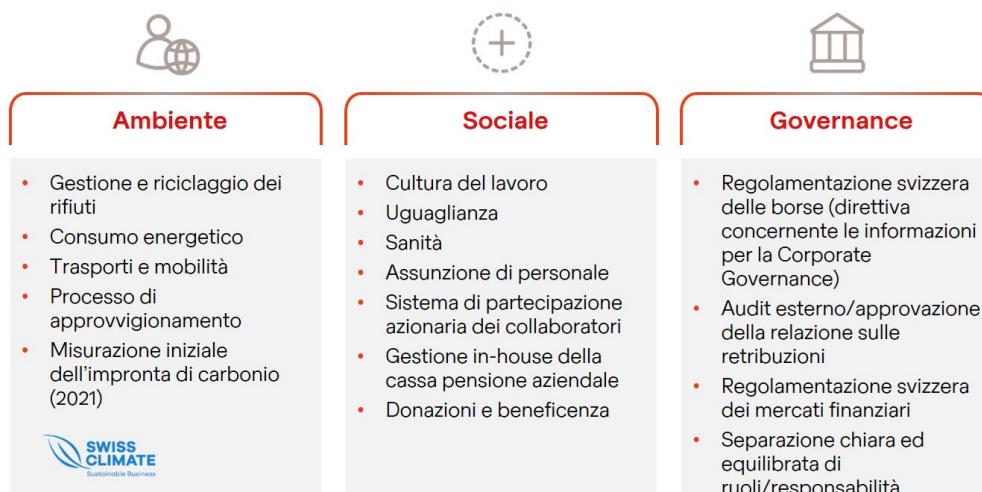 Ambiente
Gestione e riciclaggio dei
rifiuti
Consumo energetico
Trasporti e mobilità
Processo di
approvvigionamento
Misurazione iniziale
dell'impronta di carbonio
(2021)
SWISS
CLIMATE
Sustainable Business
Sociale
Cultura del lavoro
Uguaglianza
Sanità
Assunzione di personale
Sistema di partecipazione
azionaria dei collaboratori
Gestione in-house della
cassa pensione aziendale
Donazioni e beneficenza
Governance
Regolamentazione svizzera
delle borse (direttiva
concernente le informazioni
per la Corporate
Governance)
Audit esterno/approvazione
della relazione sulle
retribuzioni
Regolamentazione svizzera
dei mercati finanziari
Separazione chiara ed
equilibrata di
ruoli/responsabilità